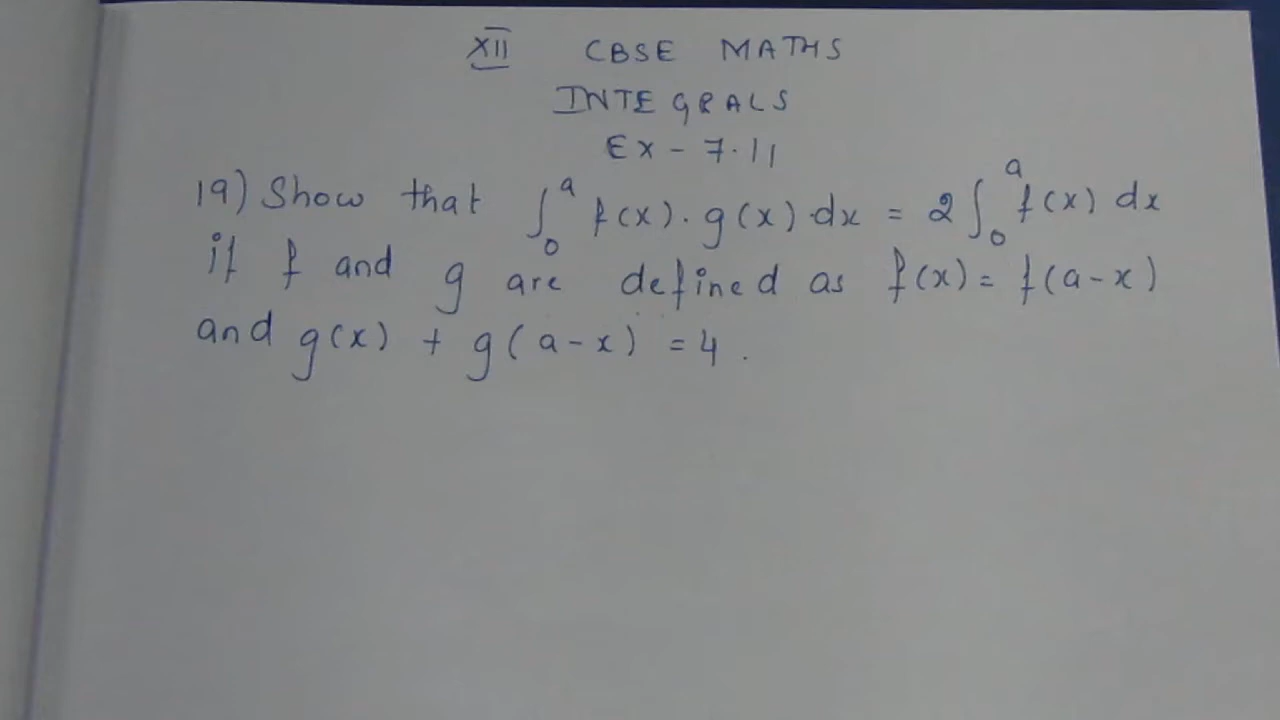 XII CBSE MATHS
INTEGRALS
Ex - 7.11
19) Show that ∫₀ᵃ f(x). g(x) . dx = 2 ∫₀ᵃ f(x) dx
if f and g are defined as f(x) = f(a-x)
and g(x) + g(a-x) = 4 .